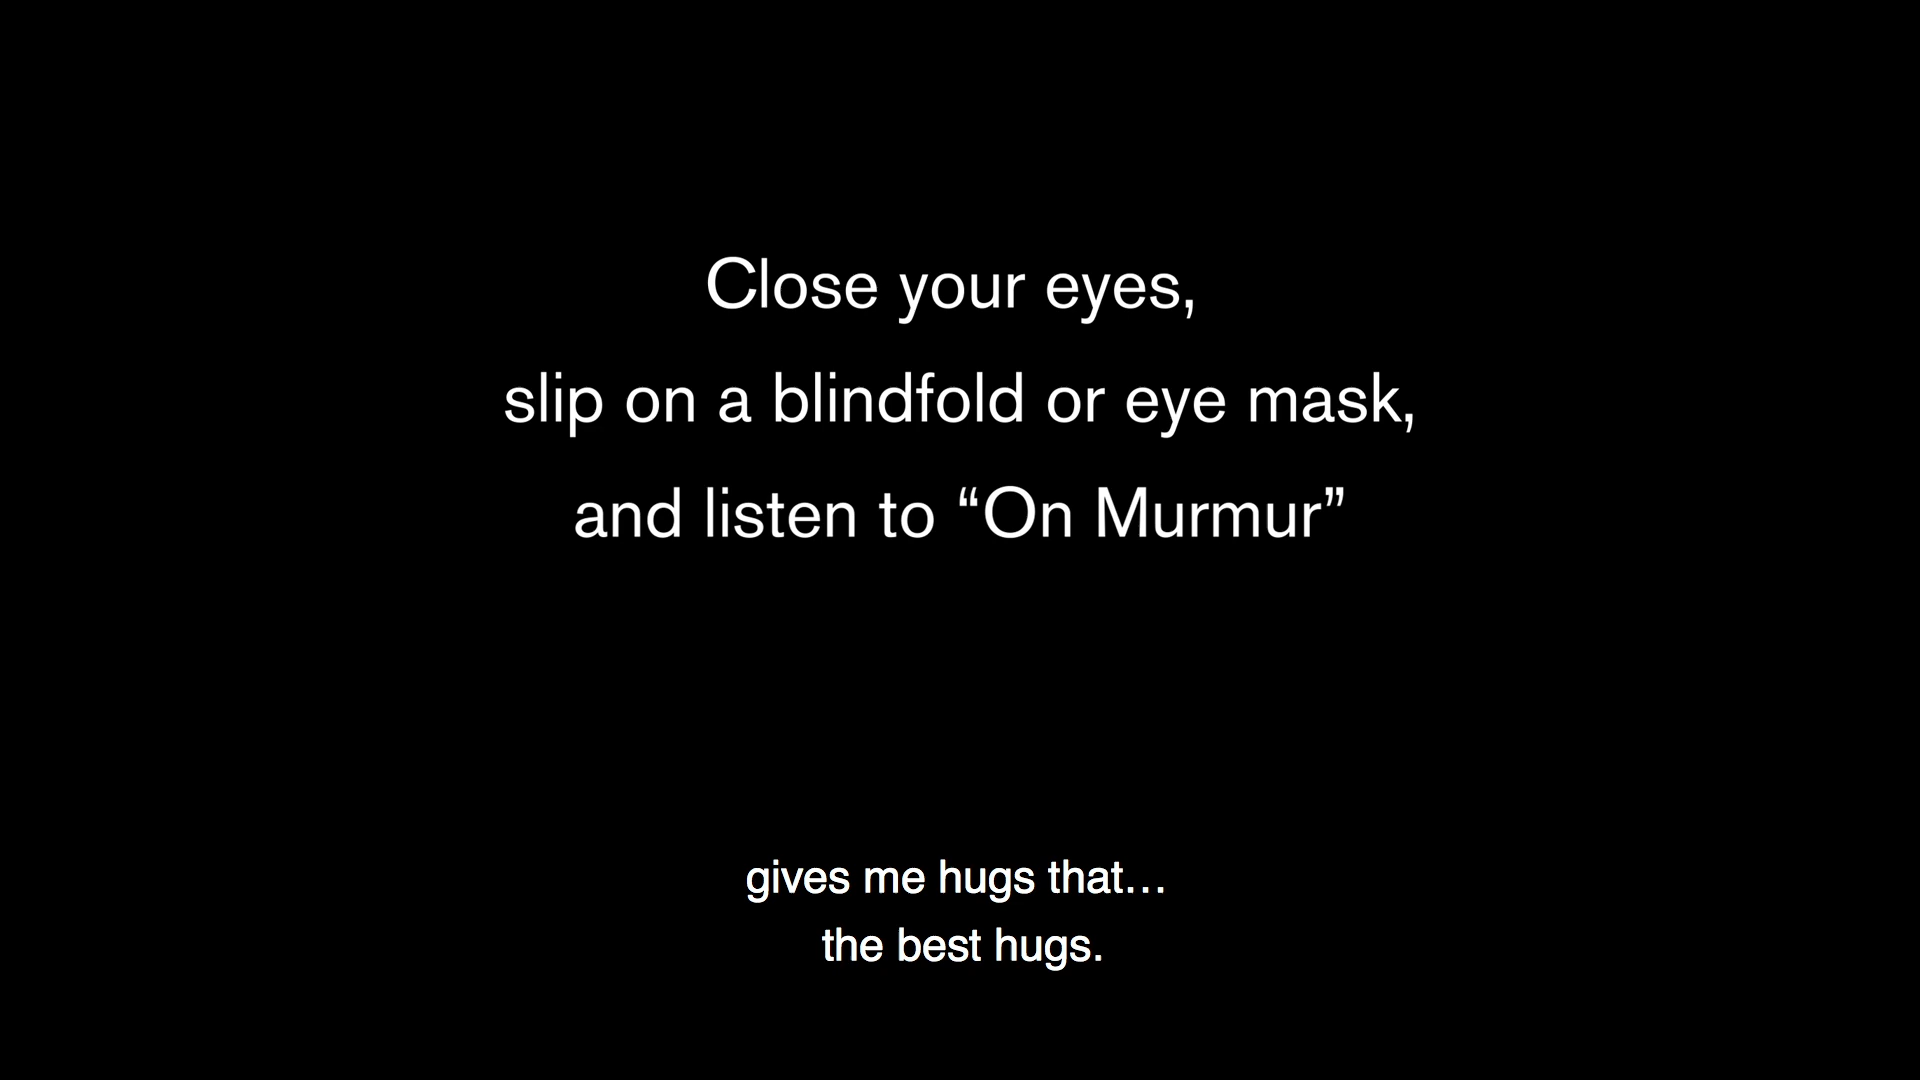 Close your eyes,
slip on a blindfold or eye mask,
and listen to “On Murmur”
gives me hugs that…
the best hugs.